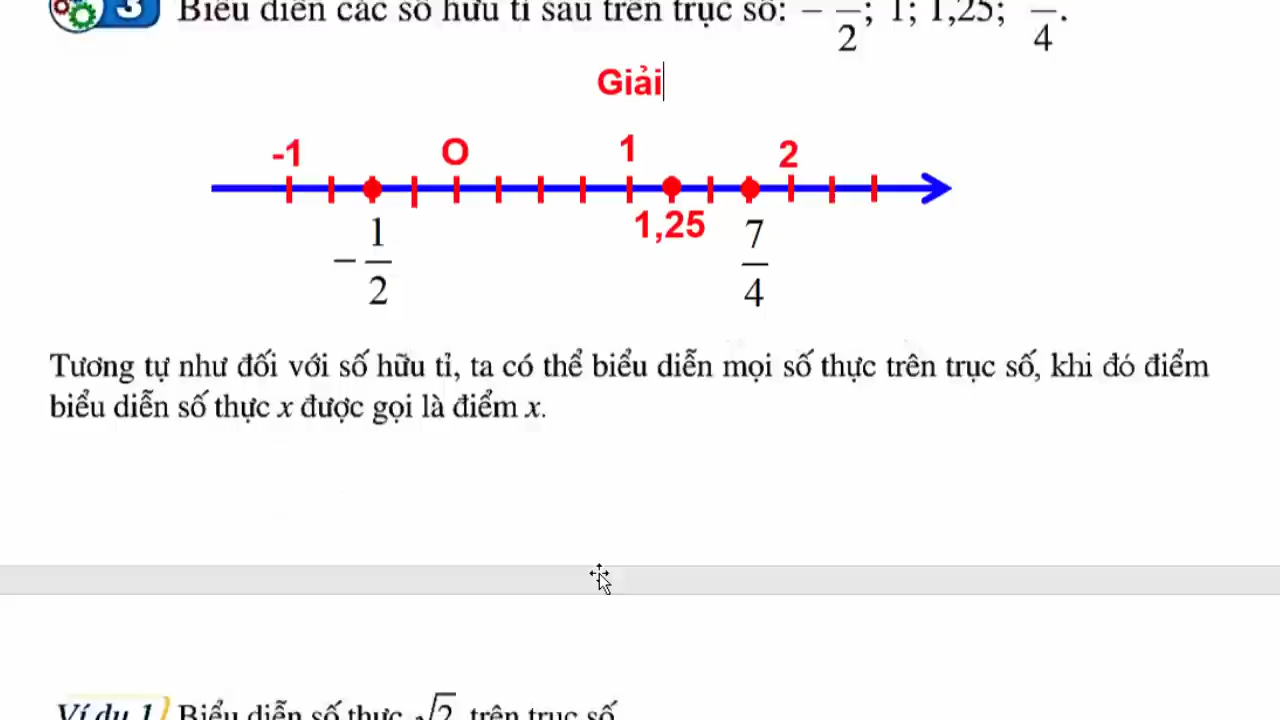 3 Biểu diễn các số hữu tỉ sau trên trục số: − —/2; 1; 1,25; —/4.
Giải
-1 O 1 2
− 1/2 1,25 7/4
Tương tự như đối với số hữu tỉ, ta có thể biểu diễn mọi số thực trên trục số, khi đó điểm
biểu diễn số thực x được gọi là điểm x.
Ví dụ 1 Biểu diễn số thực √2 trên trục số.